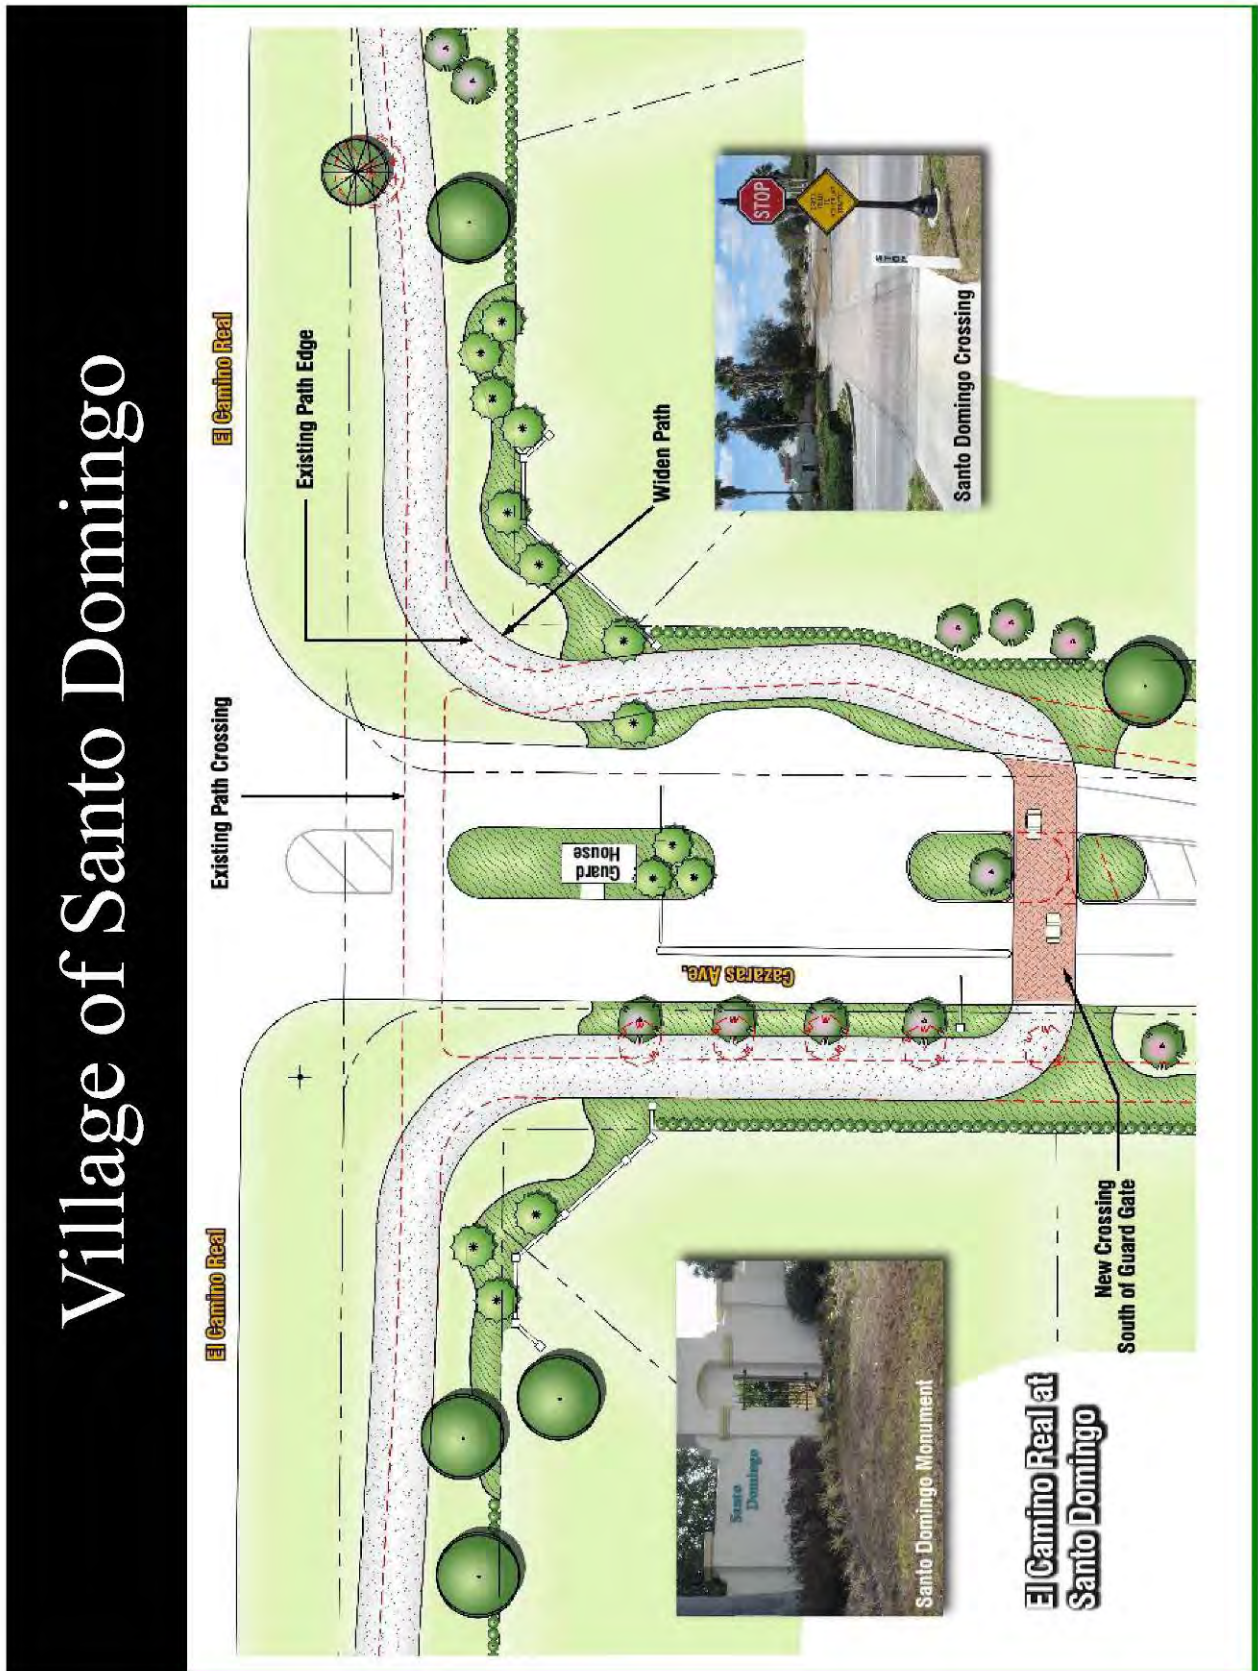 Village of Santo Domingo
El Camino Real
El Camino Real
Existing Path Crossing
Existing Path Edge
Widen Path
Guard
House
Cazaras Ave.
STOP
STOP
Santo Domingo Crossing
Santo
Domingo
Santo Domingo Monument
New Crossing
South of Guard Gate
El Camino Real at
Santo Domingo